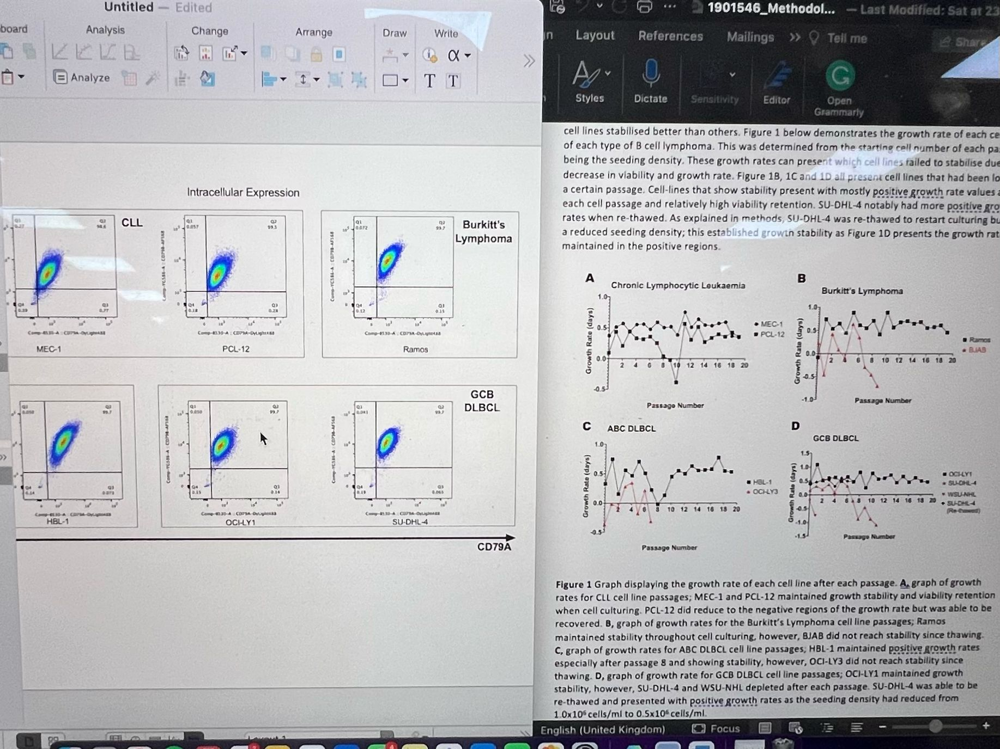 Untitled — Edited
board
Analysis
Change
Arrange
Draw
Write
Analyze
α
T T
Intracellular Expression
CLL
Burkitt's
Lymphoma
MEC-1
PCL-12
Ramos
GCB
DLBCL
HBL-1
OCI-LY1
SU-DHL-4
CD79A
1901546_Methodol... — Last Modified: Sat at 23
Layout References Mailings Tell me Share
Styles
Dictate
Sensitivity
Editor
Open
Grammarly
cell lines stabilised better than others. Figure 1 below demonstrates the growth rate of each ce
of each type of B cell lymphoma. This was determined from the starting cell number of each pa
being the seeding density. These growth rates can present which cell lines failed to stabilise due
decrease in viability and growth rate. Figure 1B, 1C and 1D all present cell lines that had been lo
a certain passage. Cell-lines that show stability present with mostly positive growth rate values a
each cell passage and relatively high viability retention. SU-DHL-4 notably had more positive gro
rates when re-thawed. As explained in methods, SU-DHL-4 was re-thawed to restart culturing bu
a reduced seeding density; this established growth stability as Figure 1D presents the growth rat
maintained in the positive regions.
A
Chronic Lymphocytic Leukaemia
Growth Rate (days)
1.0
0.5
0.0
-0.5
2 4 6 8 10 12 14 16 18 20
MEC-1
PCL-12
Passage Number
B
Burkitt's Lymphoma
Growth Rate (days)
1.0
0.5
0.0
-0.5
-1.0
2 4 6 8 10 12 14 16 18 20
Ramos
BJAB
Passage Number
C
ABC DLBCL
Growth Rate (days)
1.0
0.5
0.0
-0.5
2 4 6 8 10 12 14 16 18 20
HBL-1
OCI-LY3
Passage Number
D
GCB DLBCL
Growth Rate (days)
1.5
1.0
0.5
0.0
-0.5
-1.0
-1.5
2 4 6 8 10 12 14 16 18 20
OCI-LY1
SU-DHL-4
WSU-NHL
SU-DHL-4
(Re-thawed)
Passage Number
Figure 1 Graph displaying the growth rate of each cell line after each passage. A, graph of growth
rates for CLL cell line passages; MEC-1 and PCL-12 maintained growth stability and viability retention
when cell culturing. PCL-12 did reduce to the negative regions of the growth rate but was able to be
recovered. B, graph of growth rates for the Burkitt's Lymphoma cell line passages; Ramos
maintained stability throughout cell culturing, however, BJAB did not reach stability since thawing.
C, graph of growth rates for ABC DLBCL cell line passages; HBL-1 maintained positive growth rates
especially after passage 8 and showing stability, however, OCI-LY3 did not reach stability since
thawing. D, graph of growth rate for GCB DLBCL cell line passages; OCI-LY1 maintained growth
stability, however, SU-DHL-4 and WSU-NHL depleted after each passage. SU-DHL-4 was able to be
re-thawed and presented with positive growth rates as the seeding density had reduced from
1.0x10⁶ cells/ml to 0.5x10⁶ cells/ml.
English (United Kingdom) Focus